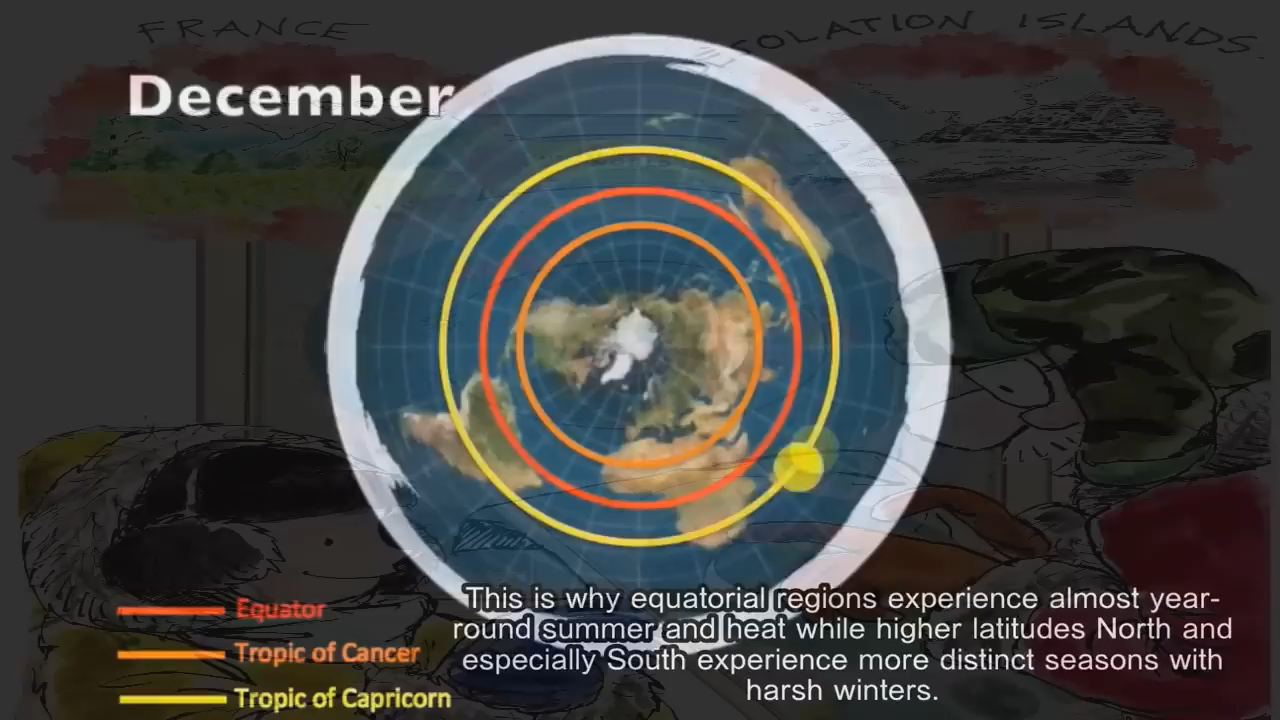 FRANCE
SOLATION ISLANDS
December
Equator
Tropic of Cancer
Tropic of Capricorn
This is why equatorial regions experience almost year-
round summer and heat while higher latitudes North and
especially South experience more distinct seasons with
harsh winters.